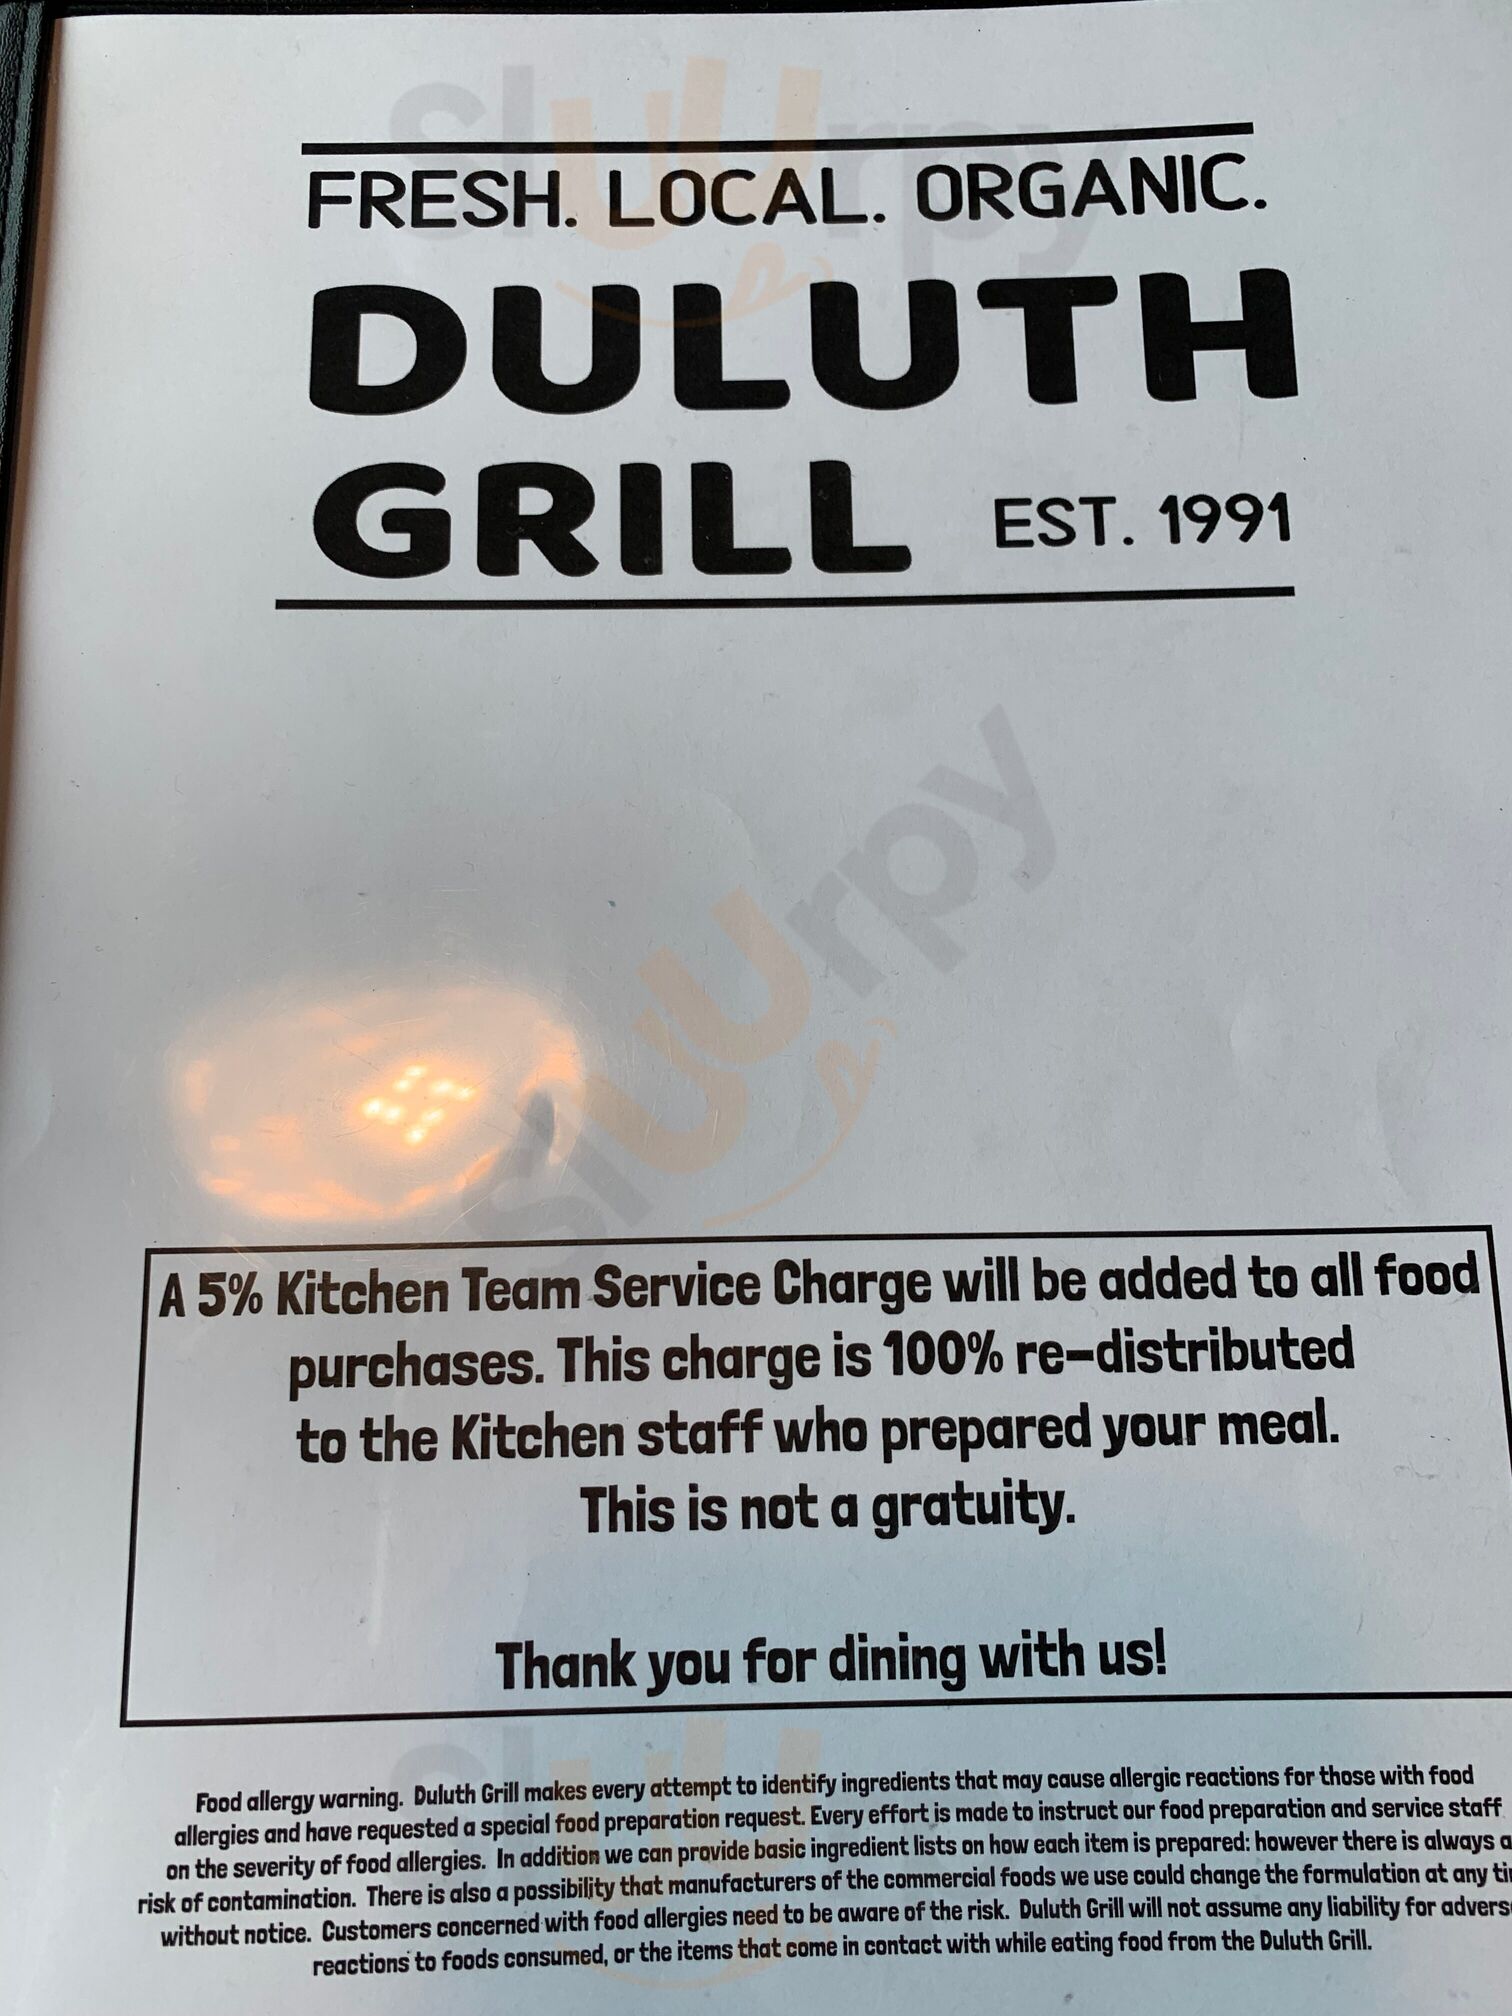 FRESH. LOCAL. ORGANIC.
DULUTH
GRILL EST. 1991
sluurpy
A 5% Kitchen Team Service Charge will be added to all food
purchases. This charge is 100% re-distributed
to the Kitchen staff who prepared your meal.
This is not a gratuity.
Thank you for dining with us!
Food allergy warning. Duluth Grill makes every attempt to identify ingredients that may cause allergic reactions for those with food
allergies and have requested a special food preparation request. Every effort is made to instruct our food preparation and service staff
on the severity of food allergies. In addition we can provide basic ingredient lists on how each item is prepared: however there is always a
risk of contamination. There is also a possibility that manufacturers of the commercial foods we use could change the formulation at any
without notice. Customers concerned with food allergies need to be aware of the risk. Duluth Grill will not assume any liability for
reactions to foods consumed, or the items that come in contact with while eating food from the Duluth Grill.